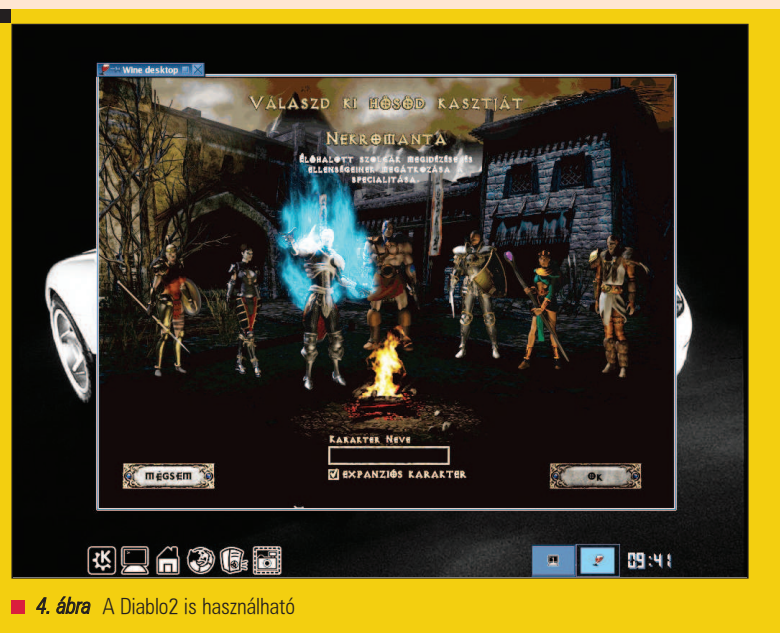 Wine desktop
VÁLASZD KI HŐSÖD KASZTJÁT
NEKROMANTA
ÉLŐHALOTT SZOLGÁK MEGIDÉZÉSE ÉS
ELLENSÉGEINEK MEGÁTKOZÁSA A
SPECIALITÁSA.
KARAKTER NEVE
EXPANZIÓS KARAKTER
MÉGSEM
OK
09:41
4. ábra A Diablo2 is használható